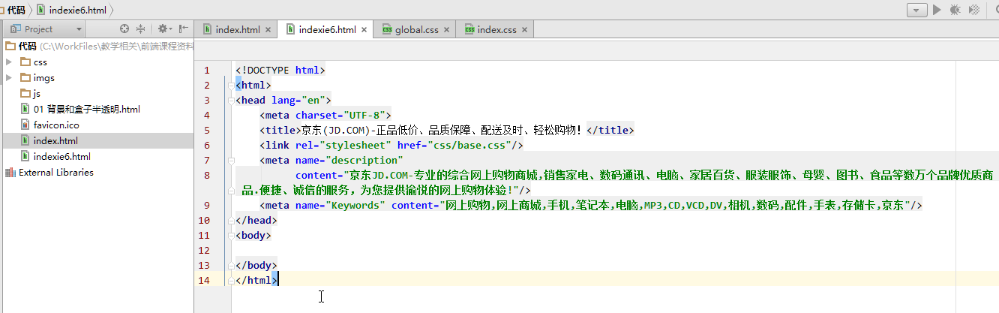 代码 indexie6.html
Project index.html indexie6.html global.css index.css
代码 (C:\WorkFiles\教学相关\前端课程资料
css
imgs
js
01 背景和盒子半透明.html
favicon.ico
index.html
indexie6.html
External Libraries
1 <!DOCTYPE html>
2 <html>
3 <head lang="en">
4 <meta charset="UTF-8">
5 <title>京东(JD.COM)-正品低价、品质保障、配送及时、轻松购物！</title>
6 <link rel="stylesheet" href="css/base.css"/>
7 <meta name="description"
8 content="京东JD.COM-专业的综合网上购物商城,销售家电、数码通讯、电脑、家居百货、服装服饰、母婴、图书、食品等数万个品牌优质商
品.便捷、诚信的服务，为您提供愉悦的网上购物体验!"/>
9 <meta name="Keywords" content="网上购物,网上商城,手机,笔记本,电脑,MP3,CD,VCD,DV,相机,数码,配件,手表,存储卡,京东"/>
10 </head>
11 <body>
12
13 </body>
14 </html>